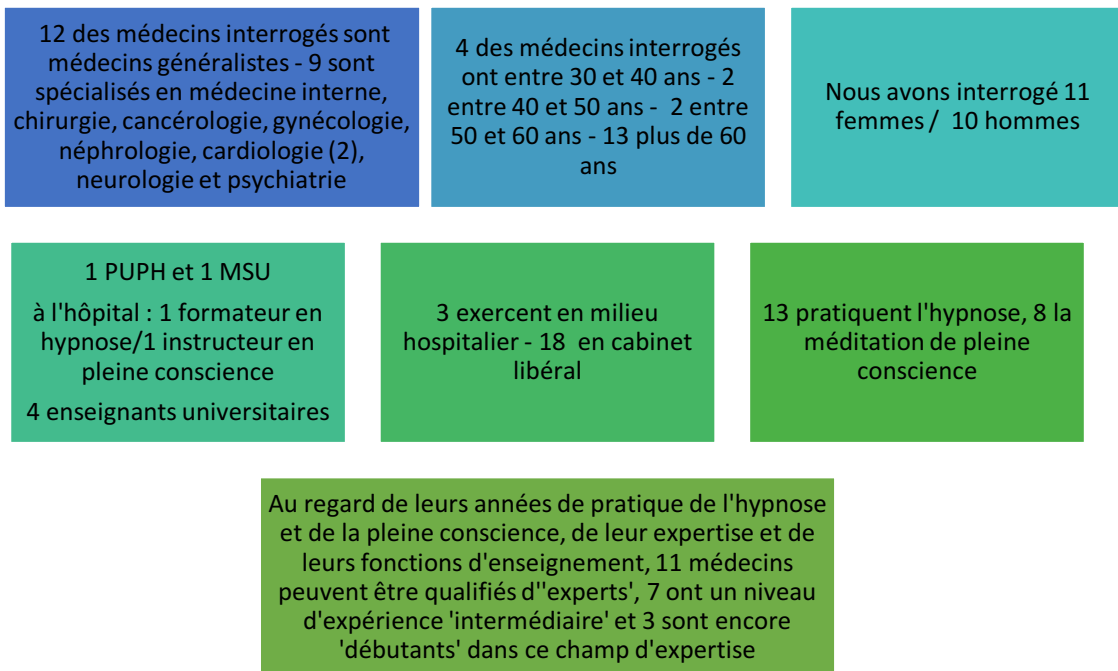 12 des médecins interrogés sont
médecins généralistes - 9 sont
spécialisés en médecine interne,
chirurgie, cancérologie, gynécologie,
néphrologie, cardiologie (2),
neurologie et psychiatrie
4 des médecins interrogés
ont entre 30 et 40 ans - 2
entre 40 et 50 ans - 2 entre
50 et 60 ans - 13 plus de 60
ans
Nous avons interrogé 11
femmes / 10 hommes
1 PUPH et 1 MSU
à l'hôpital : 1 formateur en
hypnose/1 instructeur en
pleine conscience
4 enseignants universitaires
3 exercent en milieu
hospitalier - 18 en cabinet
libéral
13 pratiquent l'hypnose, 8 la
méditation de pleine
conscience
Au regard de leurs années de pratique de l'hypnose
et de la pleine conscience, de leur expertise et de
leurs fonctions d'enseignement, 11 médecins
peuvent être qualifiés d''experts', 7 ont un niveau
d'expérience 'intermédiaire' et 3 sont encore
'débutants' dans ce champ d'expertise